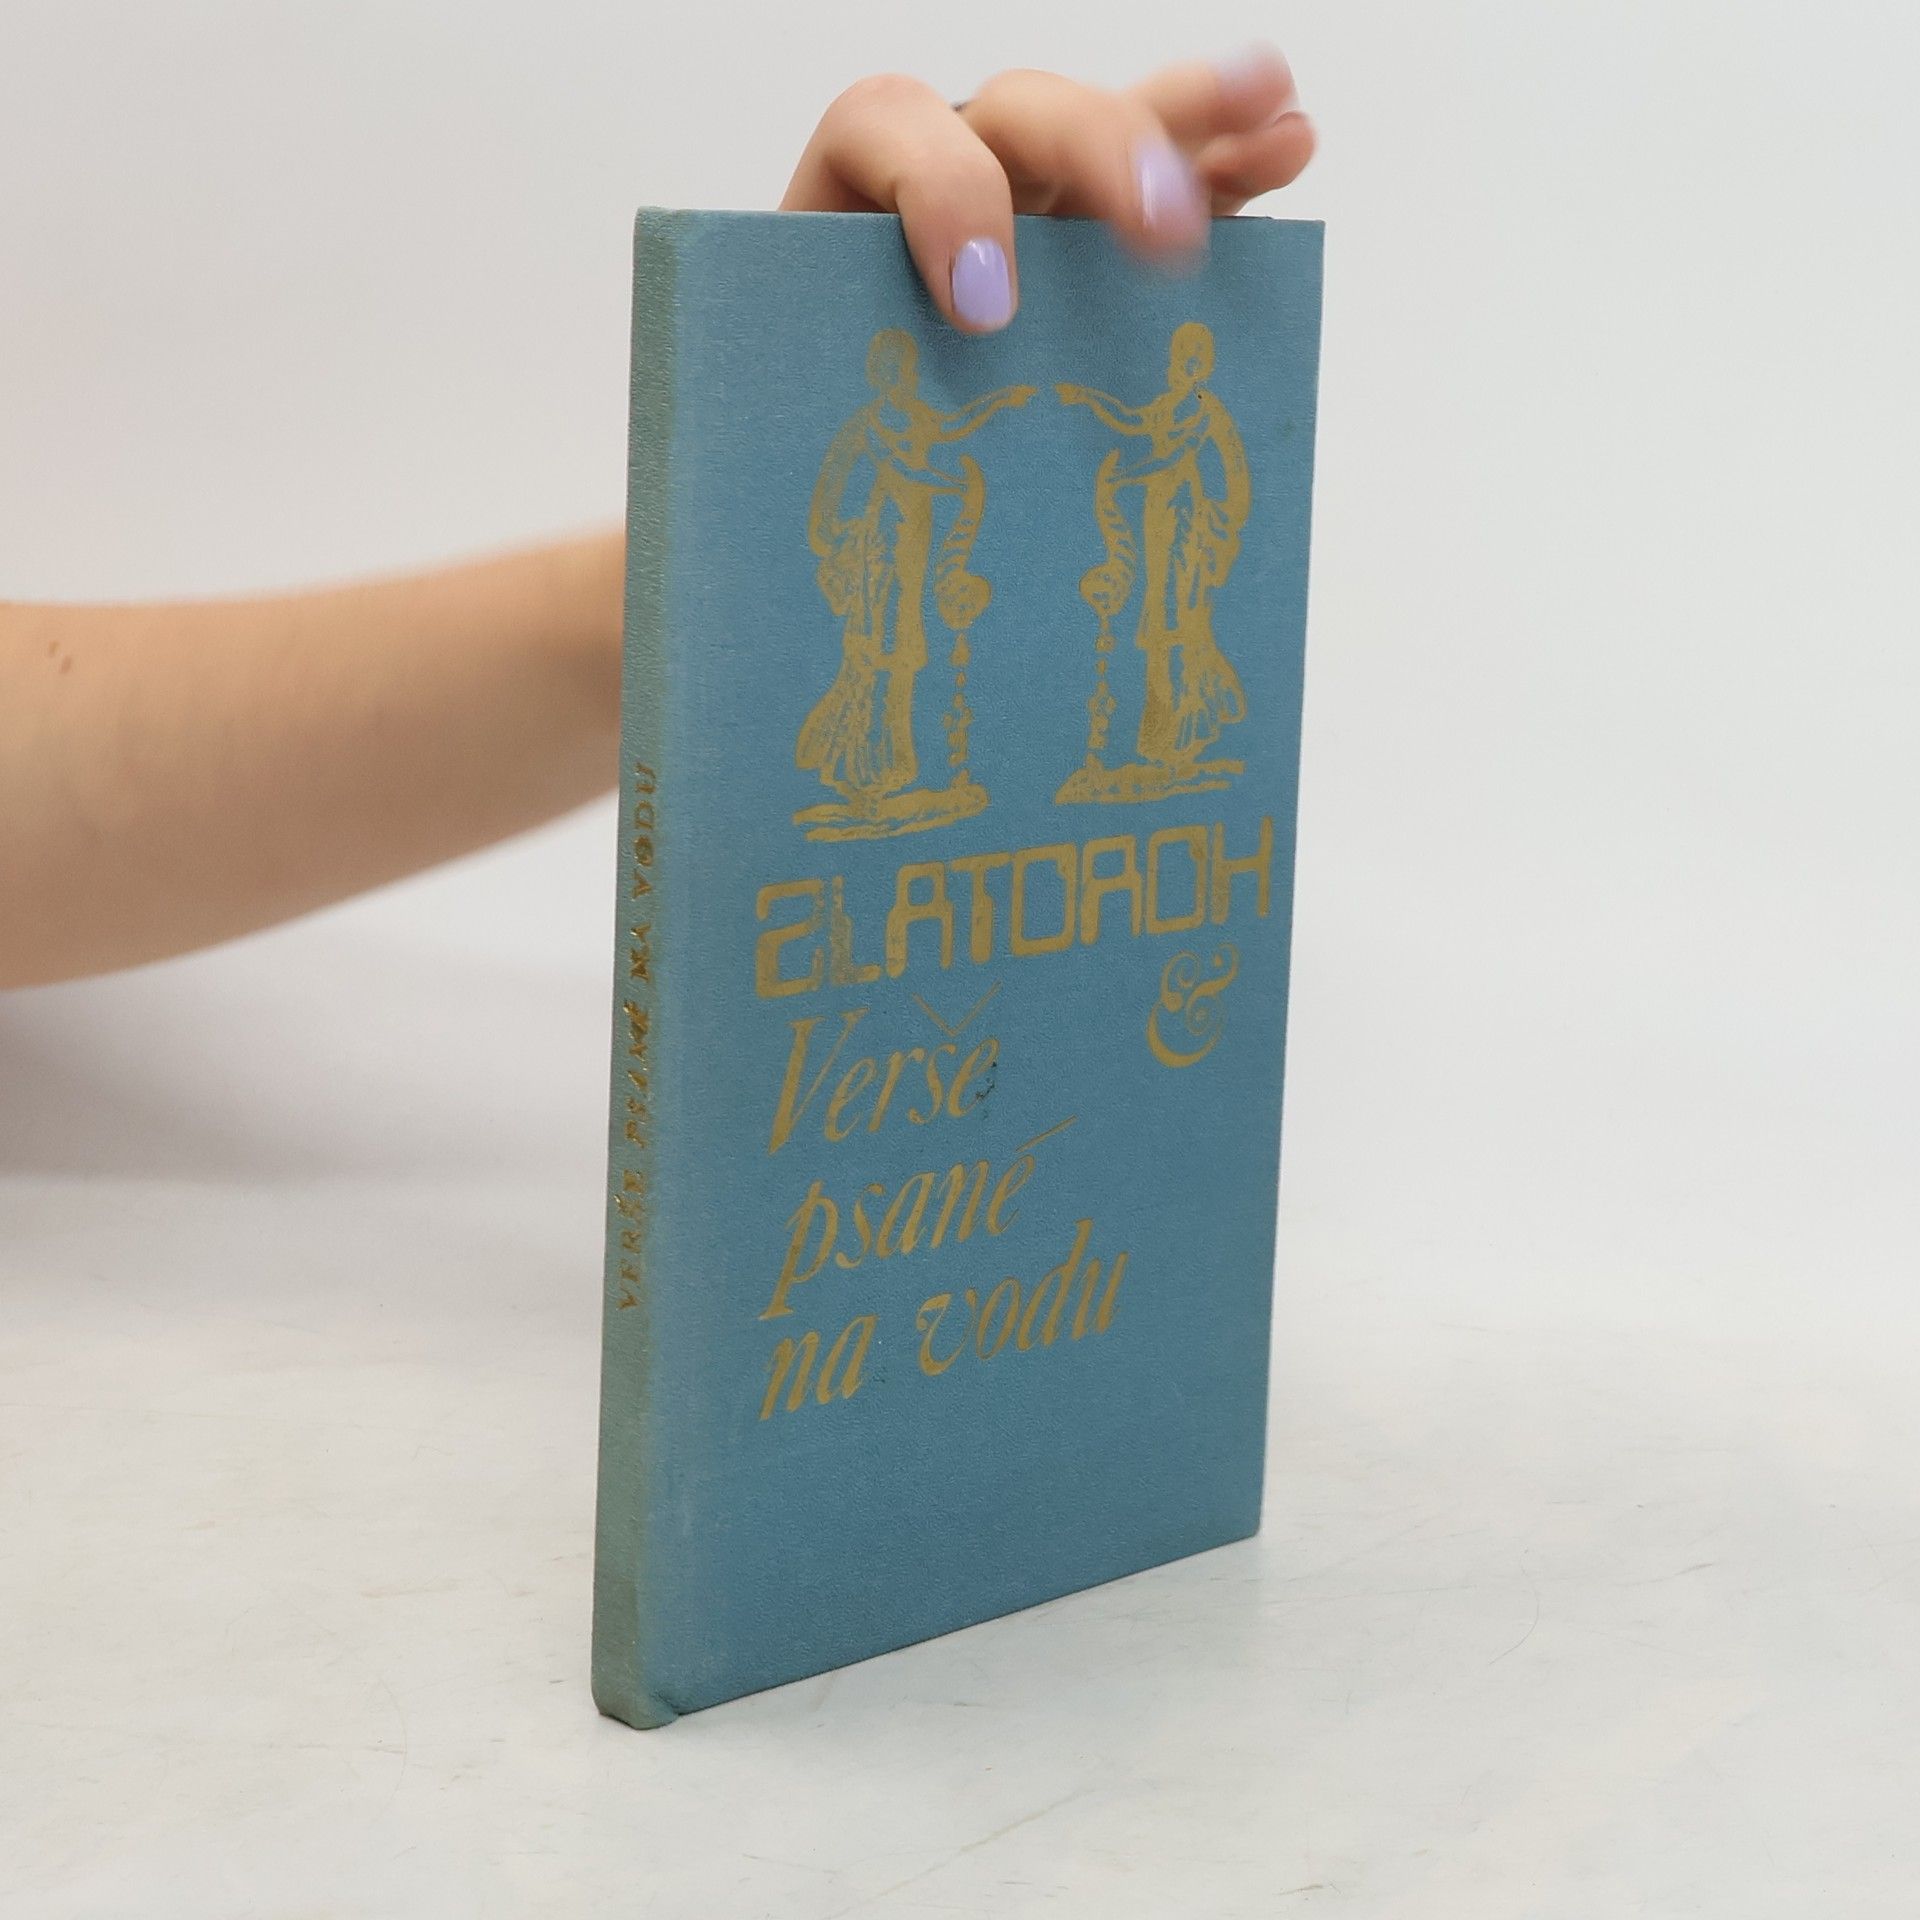 ZLATOROH
&
Verše
psané
na vodu
VERŠE PSANÉ NA VODU